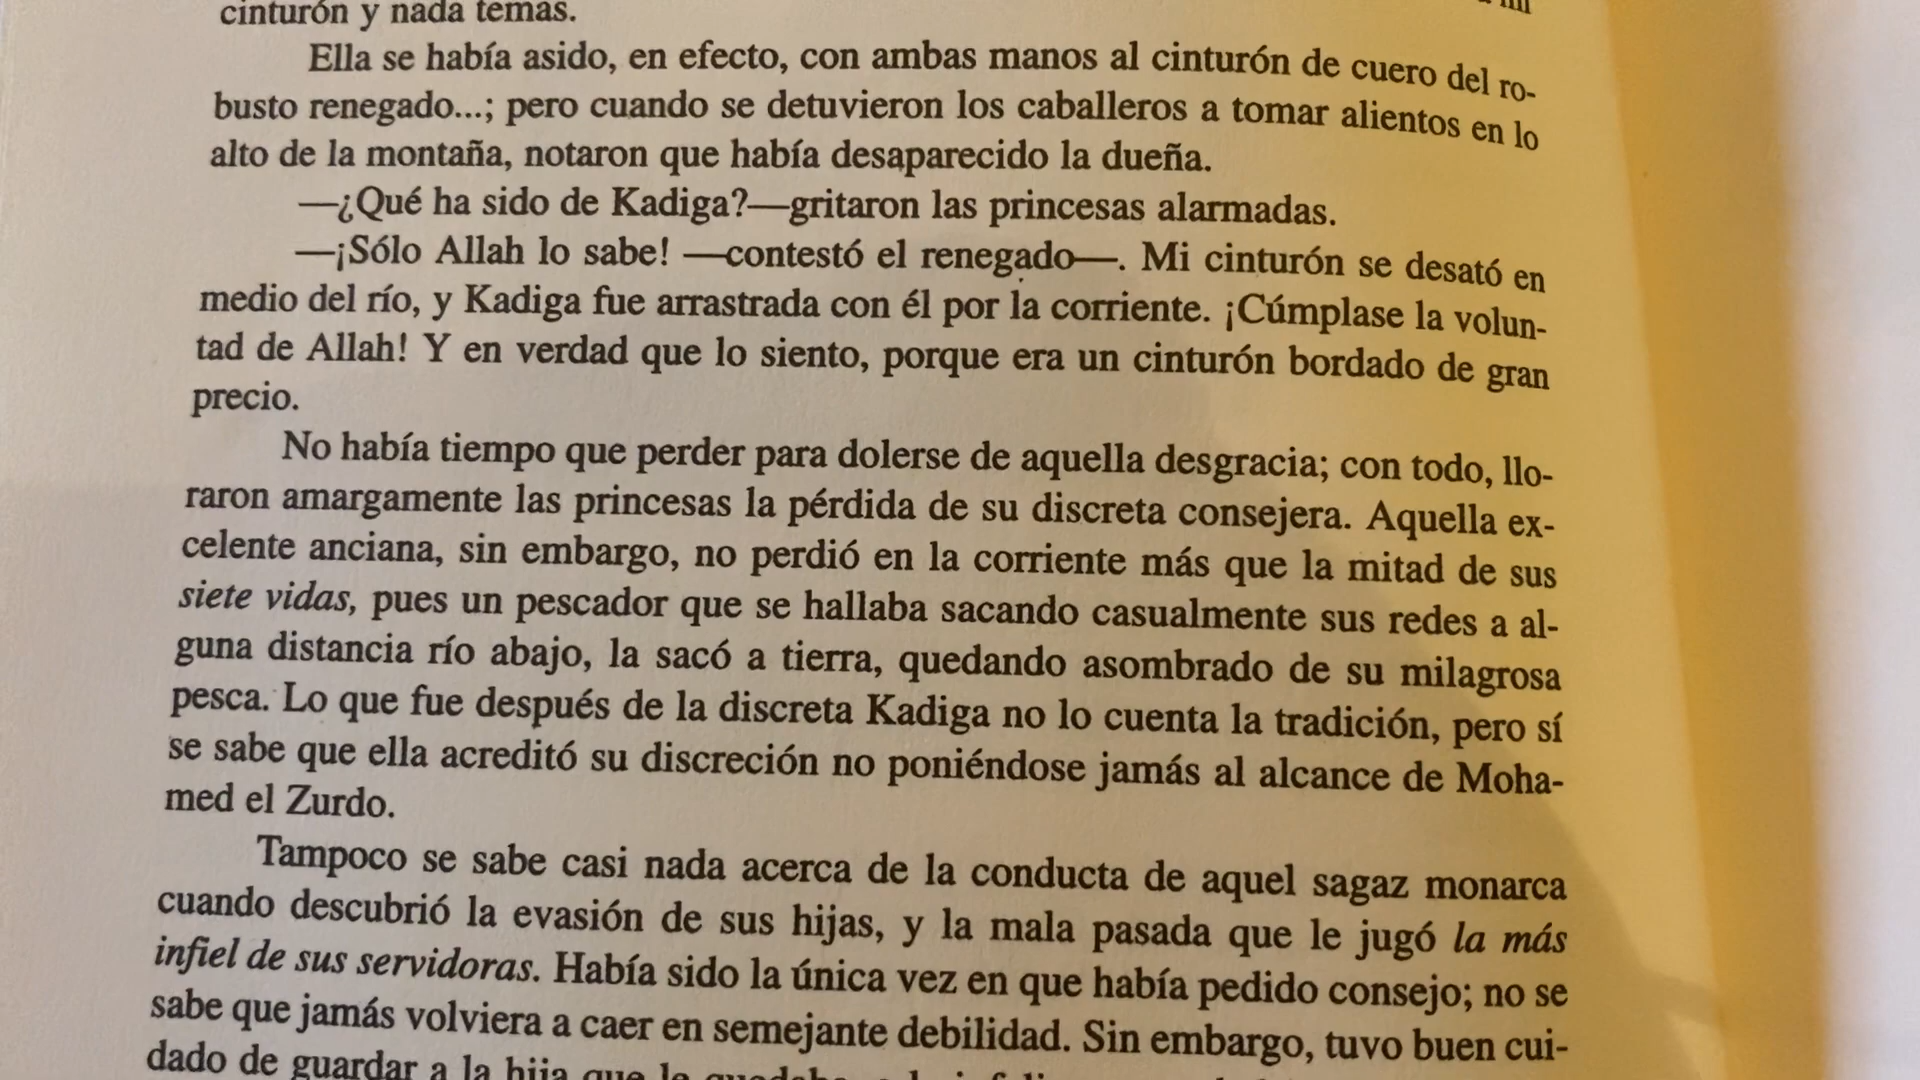 cinturón y nada temas.
Ella se había asido, en efecto, con ambas manos al cinturón de cuero del ro-
busto renegado...; pero cuando se detuvieron los caballeros a tomar alientos en lo
alto de la montaña, notaron que había desaparecido la dueña.
—¿Qué ha sido de Kadiga?—gritaron las princesas alarmadas.
—¡Sólo Allah lo sabe! —contestó el renegado—. Mi cinturón se desató en
medio del río, y Kadiga fue arrastrada con él por la corriente. ¡Cúmplase la volun-
tad de Allah! Y en verdad que lo siento, porque era un cinturón bordado de gran
precio.
No había tiempo que perder para dolerse de aquella desgracia; con todo, llo-
raron amargamente las princesas la pérdida de su discreta consejera. Aquella ex-
celente anciana, sin embargo, no perdió en la corriente más que la mitad de sus
siete vidas, pues un pescador que se hallaba sacando casualmente sus redes a al-
guna distancia río abajo, la sacó a tierra, quedando asombrado de su milagrosa
pesca. Lo que fue después de la discreta Kadiga no lo cuenta la tradición, pero sí
se sabe que ella acreditó su discreción no poniéndose jamás al alcance de Moha-
med el Zurdo.
Tampoco se sabe casi nada acerca de la conducta de aquel sagaz monarca
cuando descubrió la evasión de sus hijas, y la mala pasada que le jugó la más
infiel de sus servidoras. Había sido la única vez en que había pedido consejo; no se
sabe que jamás volviera a caer en semejante debilidad. Sin embargo, tuvo buen cui-
dado de guardar a la hija que le